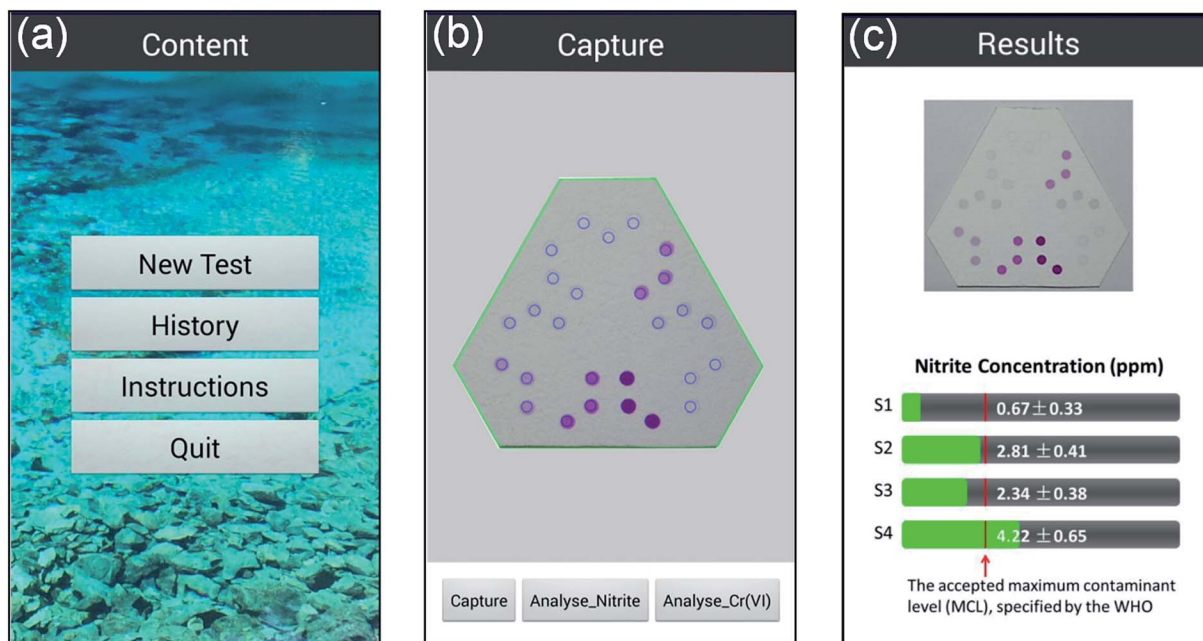 (a) Content
New Test
History
Instructions
Quit
(b) Capture
Capture
Analyse_Nitrite
Analyse_Cr(VI)
(c) Results
Nitrite Concentration (ppm)
S1 0.67±0.33
S2 2.81 ±0.41
S3 2.34 ±0.38
S4 4.22 ±0.65
The accepted maximum contaminant
level (MCL), specified by the WHO